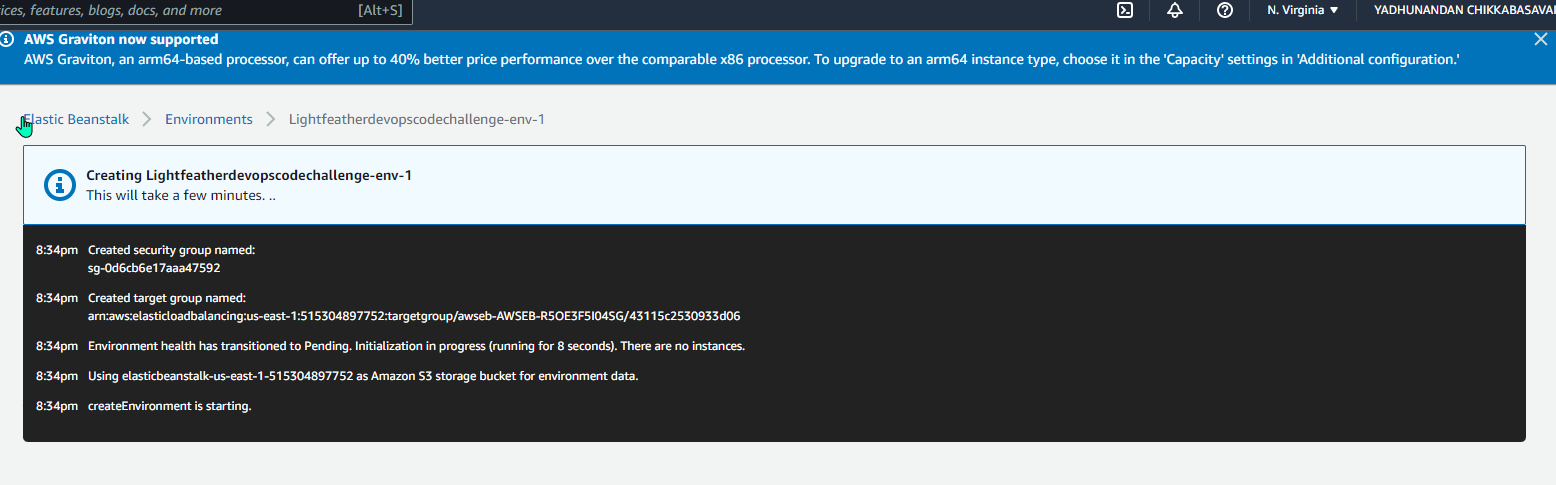 ices, features, blogs, docs, and more [Alt+S] N. Virginia YADHUNANDAN CHIKKABASAVAI
AWS Graviton now supported
AWS Graviton, an arm64-based processor, can offer up to 40% better price performance over the comparable x86 processor. To upgrade to an arm64 instance type, choose it in the 'Capacity' settings in 'Additional configuration.'
Elastic Beanstalk Environments Lightfeatherdevopscodechallenge-env-1
Creating Lightfeatherdevopscodechallenge-env-1
This will take a few minutes. ..
8:34pm Created security group named:
sg-0d6cb6e17aaa47592
8:34pm Created target group named:
arn:aws:elasticloadbalancing:us-east-1:515304897752:targetgroup/awseb-AWSEB-R5OE3F5I04SG/43115c2530933d06
8:34pm Environment health has transitioned to Pending. Initialization in progress (running for 8 seconds). There are no instances.
8:34pm Using elasticbeanstalk-us-east-1-515304897752 as Amazon S3 storage bucket for environment data.
8:34pm createEnvironment is starting.